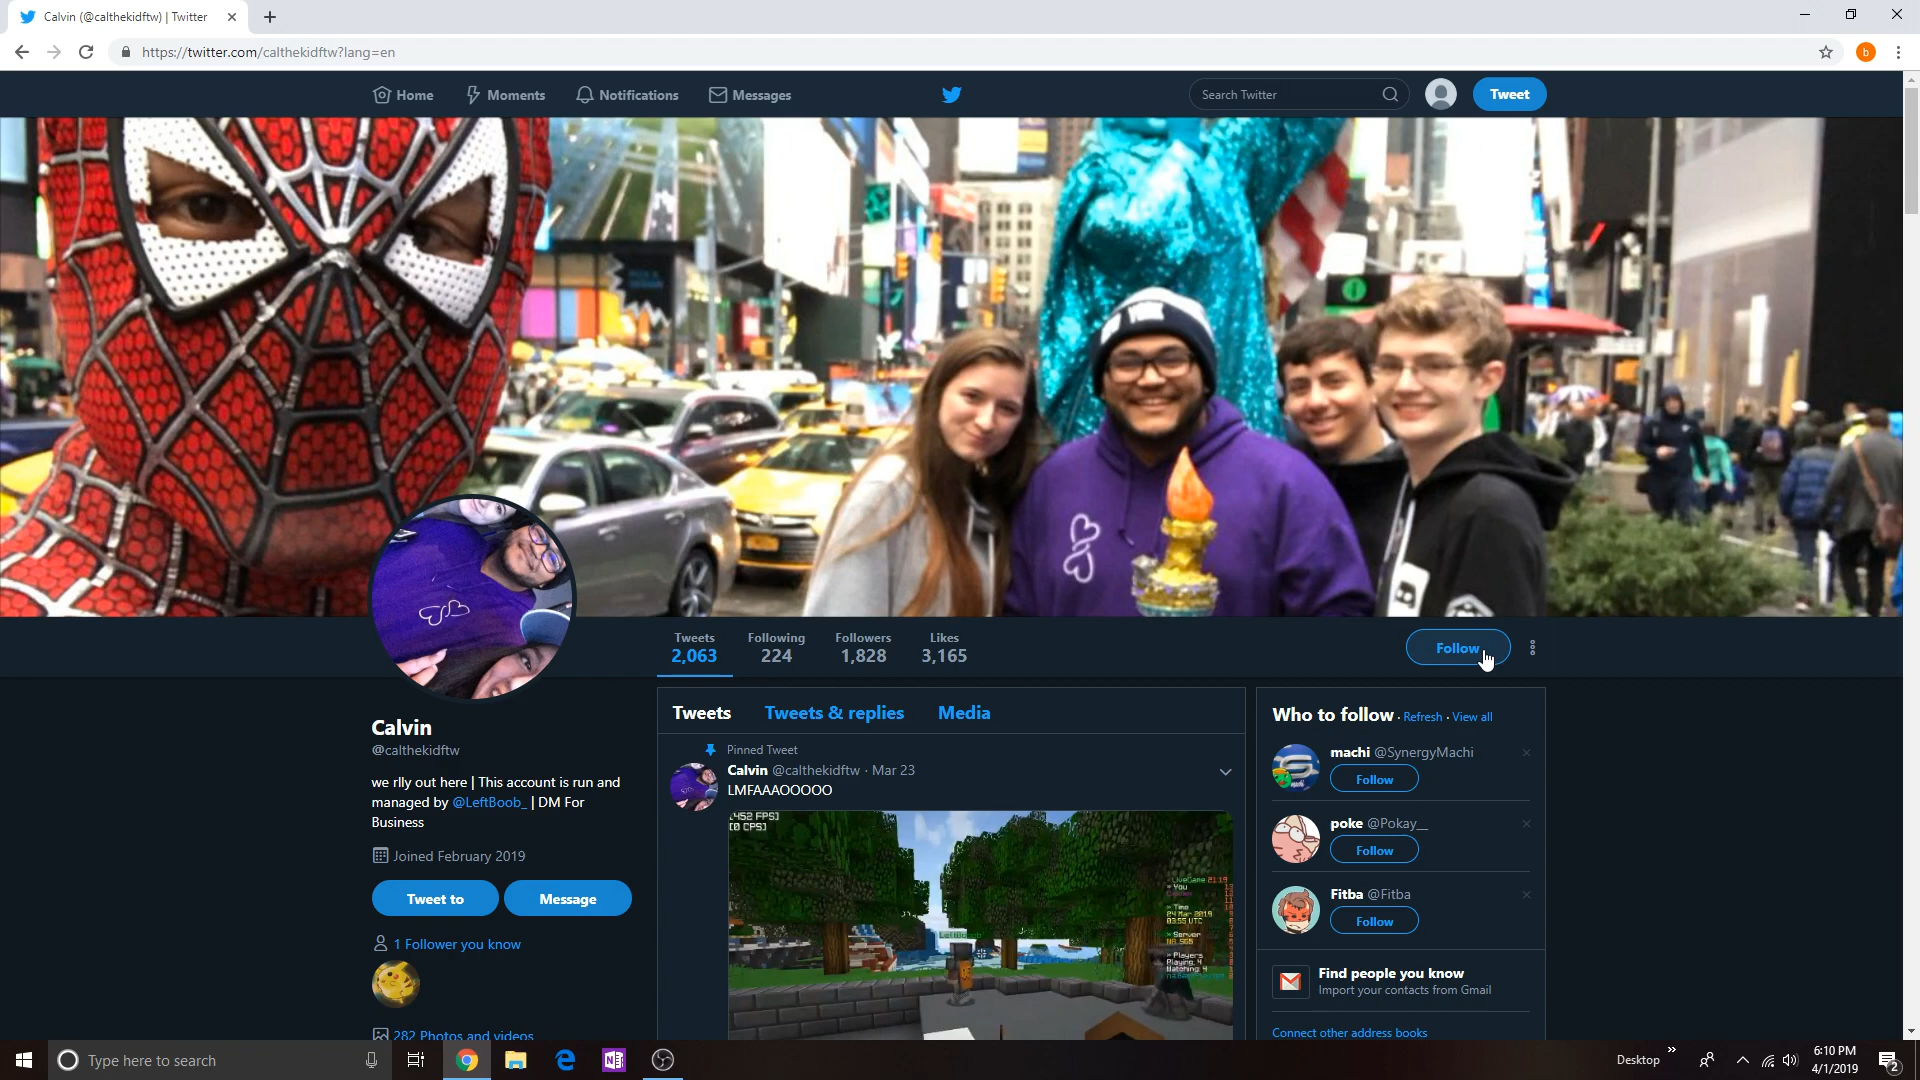 Calvin (@calthekidftw) | Twitter
https://twitter.com/calthekidftw?lang=en
b
Home
Moments
Notifications
Messages
Search Twitter
Tweet
Tweets
2,063
Following
224
Followers
1,828
Likes
3,165
Follow
Calvin
@calthekidftw
we rlly out here | This account is run and
managed by @LeftBoob_ | DM For
Business
Joined February 2019
Tweet to
Message
1 Follower you know
282 Photos and videos
Tweets
Tweets & replies
Media
Pinned Tweet
Calvin @calthekidftw · Mar 23
LMFAAAOOOOO
[0 CPS]
Who to follow · Refresh · View all
machi @SynergyMachi
Follow
poke @Pokay__
Follow
Fitba @Fitba
Follow
Find people you know
Import your contacts from Gmail
Connect other address books
Type here to search
Desktop
6:10 PM
4/1/2019
2